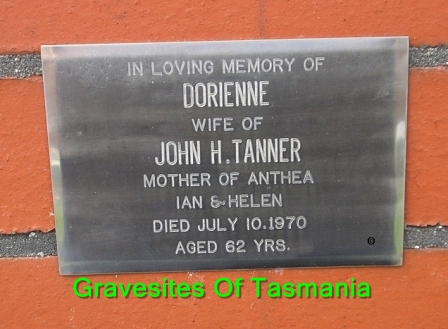 IN LOVING MEMORY OF
DORIENNE
WIFE OF
JOHN H. TANNER
MOTHER OF ANTHEA
IAN & HELEN
DIED JULY 10.1970
AGED 62 YRS.
Gravesites Of Tasmania